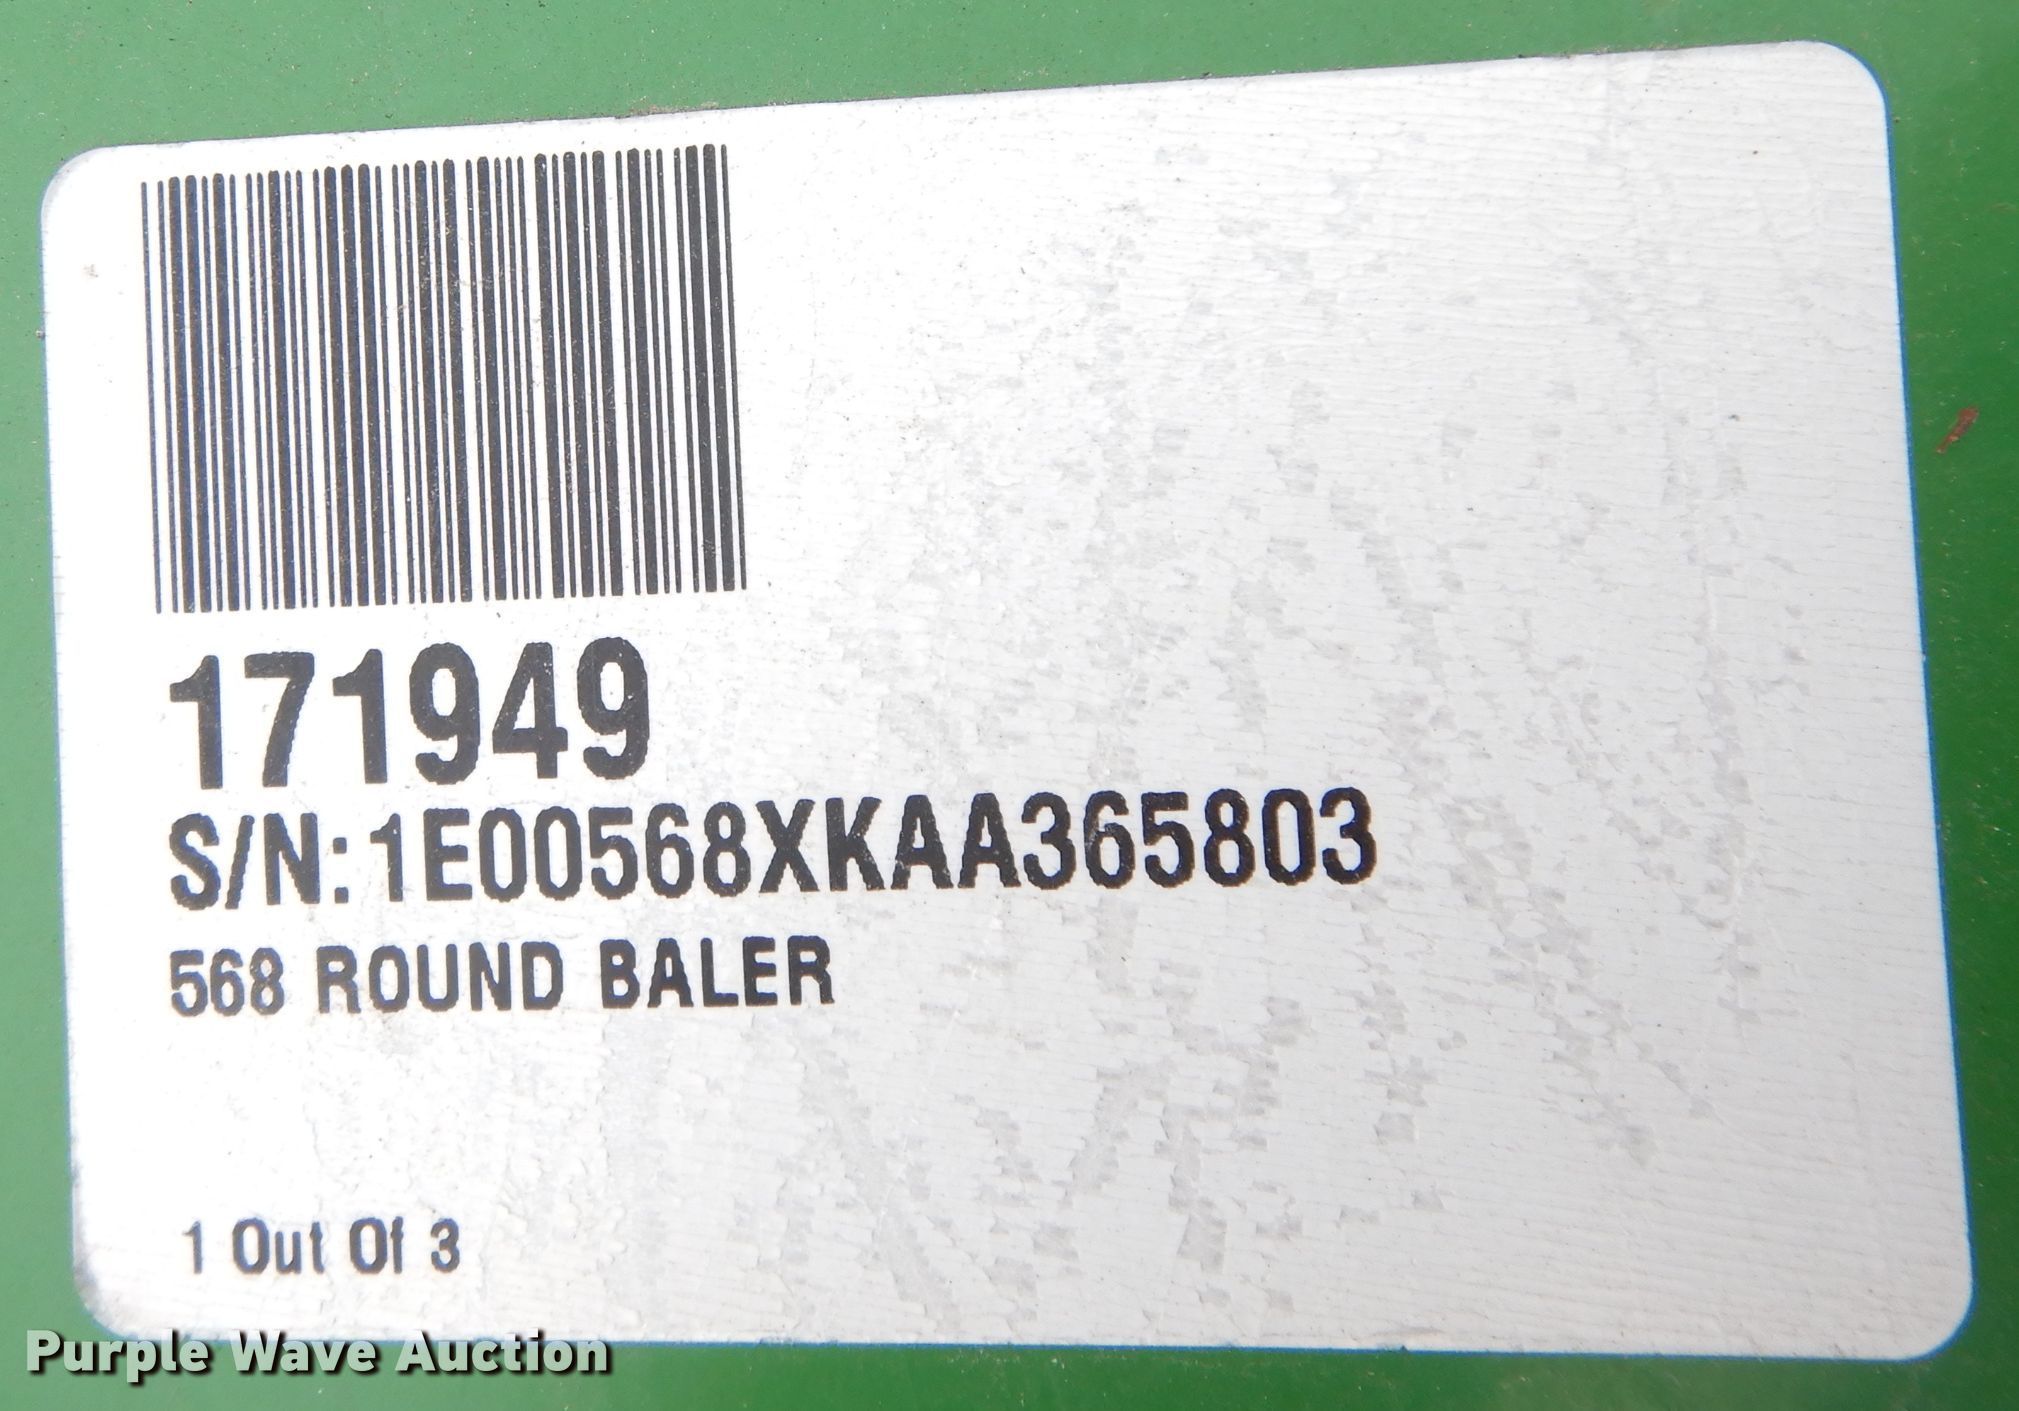 171949
S/N: 1E00568XKAA365803
568 ROUND BALER
1 Out Of 3
Purple Wave Auction